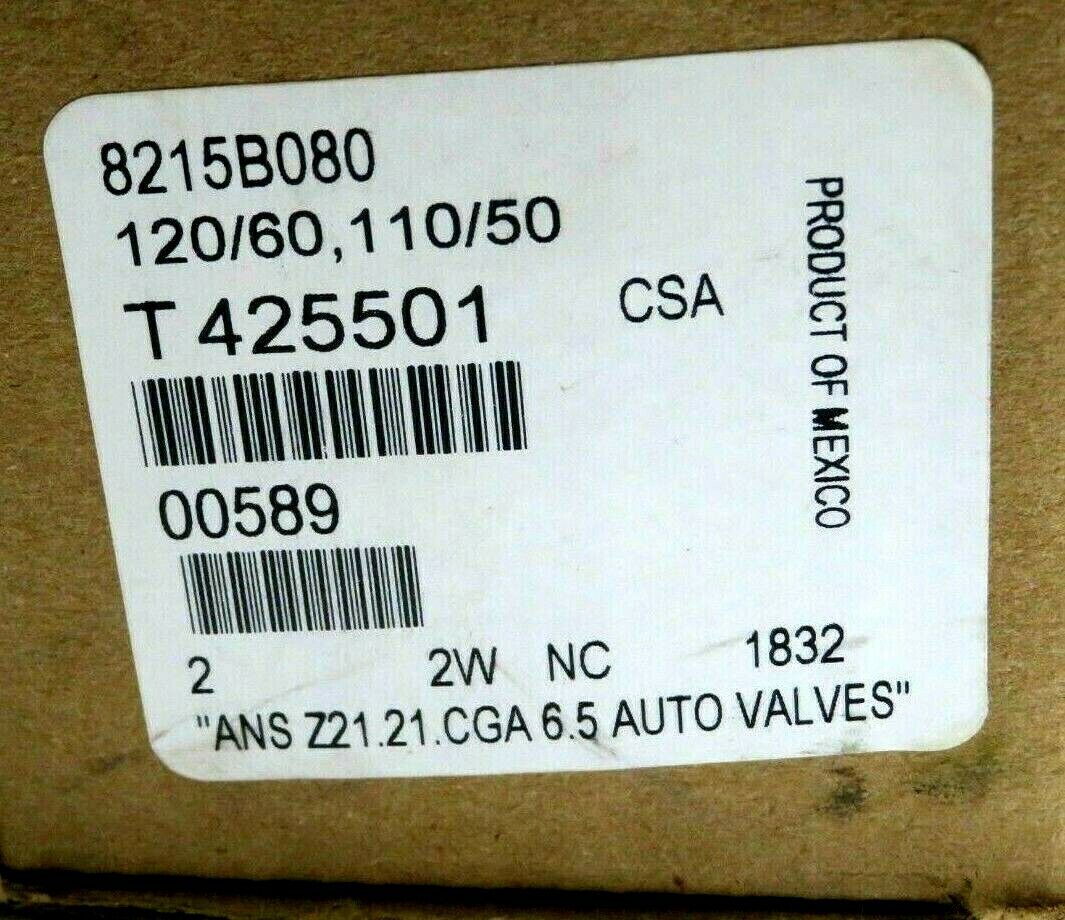 8215B080
120/60,110/50
T 425501
CSA
PRODUCT OF MEXICO
00589
2 2W NC 1832
"ANS Z21.21.CGA 6.5 AUTO VALVES"